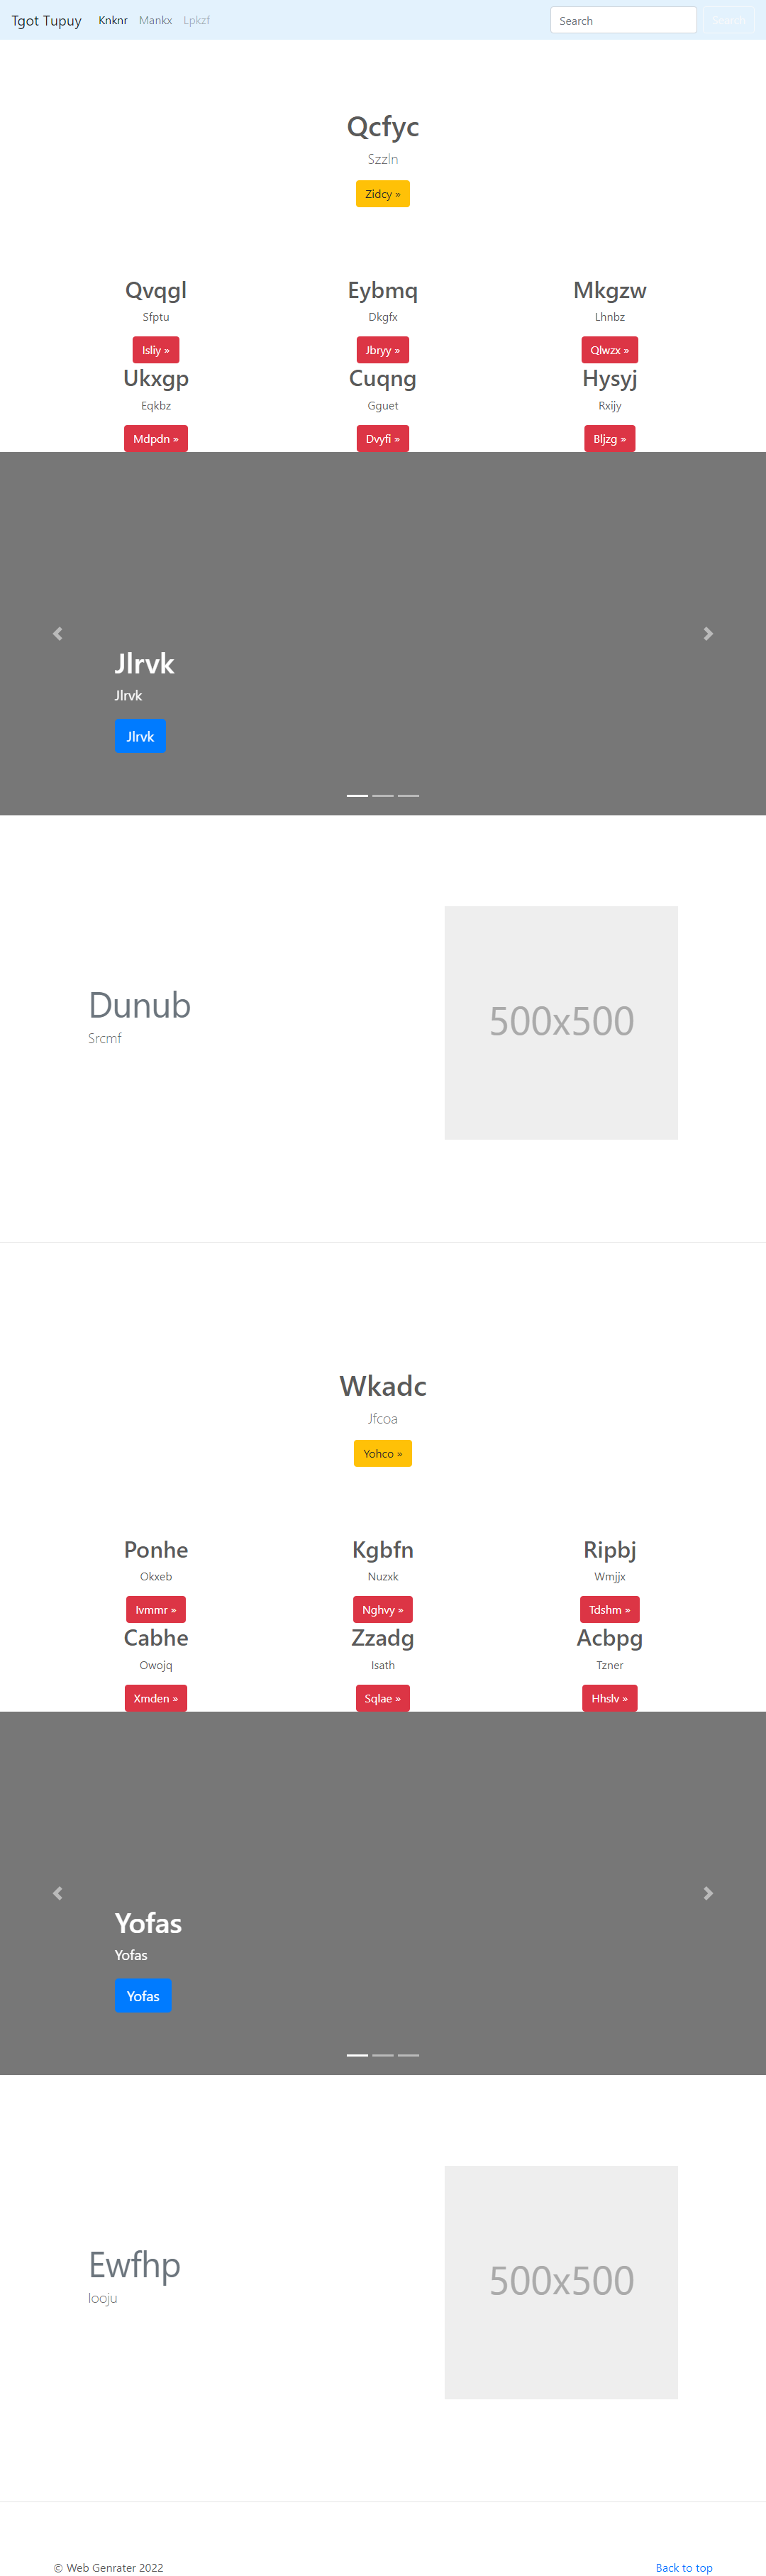 Tgot Tupuy Knknr Mankx Lpkzf Search Search
Qcfyc
Szzln
Zidcy »
Qvqgl Eybmq Mkgzw
Sfptu Dkgfx Lhnbz
Isliy » Jbryy » Qlwzx »
Ukxgp Cuqng Hysyj
Eqkbz Gguet Rxijy
Mdpdn » Dvyfi » Bljzg »
Jlrvk
Jlrvk
Jlrvk
Dunub
Srcmf
500x500
Wkadc
Jfcoa
Yohco »
Ponhe Kgbfn Ripbj
Okxeb Nuzxk Wmjjx
Ivmmr » Nghvy » Tdshm »
Cabhe Zzadg Acbpg
Owojq Isath Tzner
Xmden » Sqlae » Hhslv »
Yofas
Yofas
Yofas
Ewfhp
500x500
© Web Genrater 2022 Back to top